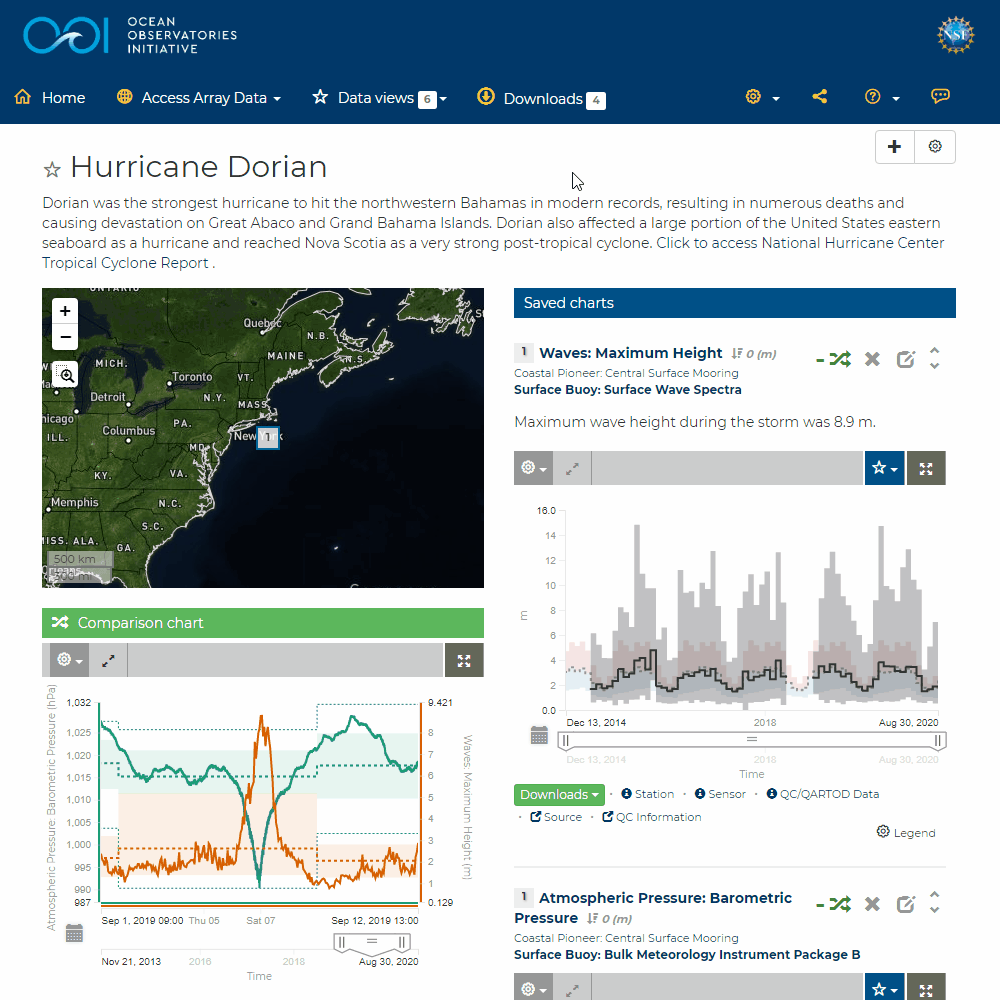 OCEAN
OBSERVATORIES
INITIATIVE
NSF
Home
Access Array Data
Data views 6
Downloads 4
Hurricane Dorian
Dorian was the strongest hurricane to hit the northwestern Bahamas in modern records, resulting in numerous deaths and
causing devastation on Great Abaco and Grand Bahama Islands. Dorian also affected a large portion of the United States eastern
seaboard as a hurricane and reached Nova Scotia as a very strong post-tropical cyclone. Click to access National Hurricane Center
Tropical Cyclone Report .
ONTARIO
Quebec
N.B.
MAINE
N.S.
MICH.
Toronto
VT.
Detroit
N.Y.
MASS
hicago
Columbus
PA.
ILL.
New York
1
MD.
KY.
VA.
Memphis
N.C.
S.C.
MISS.
ALA.
GA.
500 km
300 mi
Comparison chart
Atmospheric Pressure: Barometric Pressure (hPa)
1,032
1,025
1,020
1,015
1,010
1,005
1,000
995
990
987
9.421
8
7
6
5
4
3
2
1
0.129
Waves: Maximum Height (m)
Sep 1, 2019 09:00
Thu 05
Sat 07
Sep 12, 2019 13:00
Nov 21, 2013
2016
2018
Aug 30, 2020
Time
Saved charts
1 Waves: Maximum Height 0 (m)
Coastal Pioneer: Central Surface Mooring
Surface Buoy: Surface Wave Spectra
Maximum wave height during the storm was 8.9 m.
16.0
14
12
10
8
6
4
2
0.0
m
Dec 13, 2014
2018
Aug 30, 2020
Dec 13, 2014
2018
Aug 30, 2020
Time
Downloads
Station
Sensor
QC/QARTOD Data
Source
QC Information
Legend
1 Atmospheric Pressure: Barometric
Pressure 0 (m)
Coastal Pioneer: Central Surface Mooring
Surface Buoy: Bulk Meteorology Instrument Package B